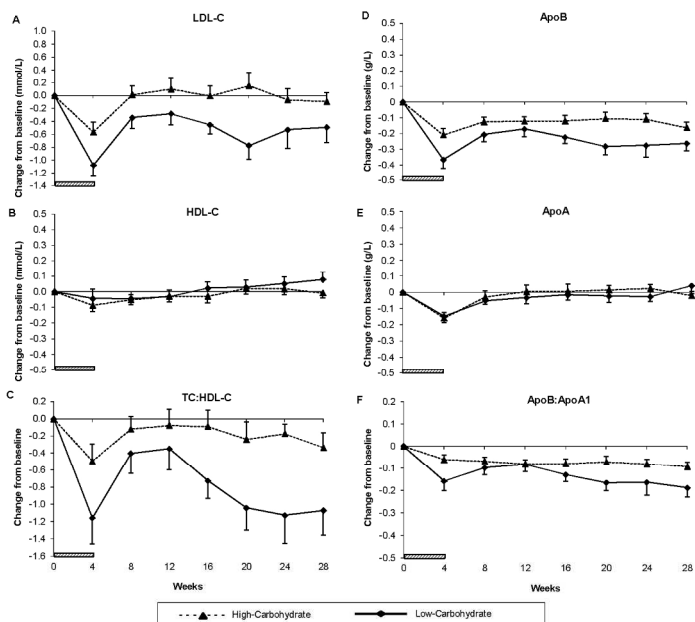 A
LDL-C
Change from baseline (mmol/L)
1.0
0.8
0.6
0.4
0.2
0.0
-0.2
-0.4
-0.6
-0.8
-1.0
-1.2
-1.4
B
HDL-C
Change from baseline (mmol/L)
0.5
0.4
0.3
0.2
0.1
0.0
-0.1
-0.2
-0.3
-0.4
-0.5
C
TC:HDL-C
Change from baseline
0.2
0.0
-0.2
-0.4
-0.6
-0.8
-1.0
-1.2
-1.4
-1.6
0 4 8 12 16 20 24 28
Weeks
D
ApoB
Change from baseline (g/L)
0.5
0.4
0.3
0.2
0.1
0.0
-0.1
-0.2
-0.3
-0.4
-0.5
E
ApoA
Change from baseline (g/L)
0.5
0.4
0.3
0.2
0.1
0.0
-0.1
-0.2
-0.3
-0.4
-0.5
F
ApoB:ApoA1
Change from baseline
0.2
0.1
0.0
-0.1
-0.2
-0.3
-0.4
-0.5
0 4 8 12 16 20 24 28
Weeks
High-Carbohydrate Low-Carbohydrate